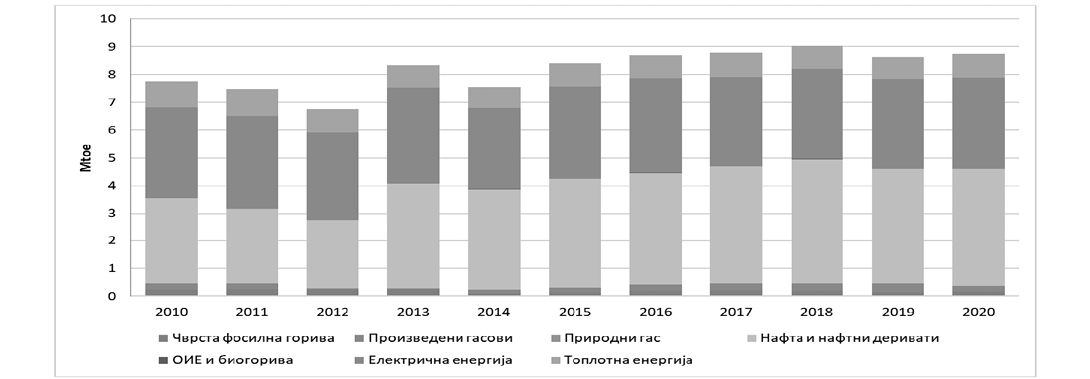 10
9
8
7
6
5
4
3
2
1
0
Mtoe
2010 2011 2012 2013 2014 2015 2016 2017 2018 2019 2020
Чврста фосилна горива Произведени гасови Природни гас Нафта и нафтни деривати
ОИЕ и биогорива Електрична енергија Топлотна енергија